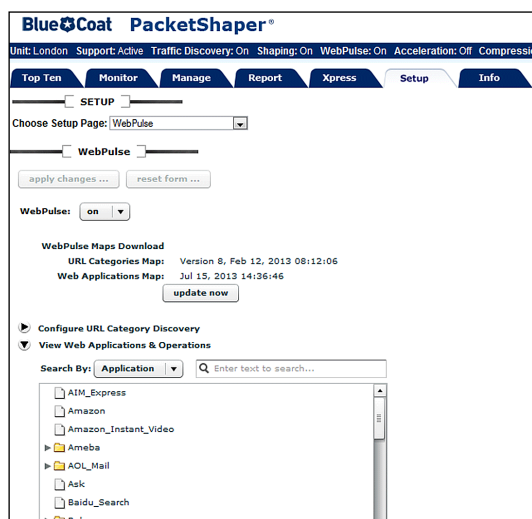 Blue Coat PacketShaper®
Unit: London Support: Active Traffic Discovery: On Shaping: On WebPulse: On Acceleration: Off
Top Ten Monitor Manage Report Xpress Setup Info
SETUP
Choose Setup Page: WebPulse
WebPulse
apply changes ... reset form ...
WebPulse: on
WebPulse Maps Download
URL Categories Map: Version 8, Feb 12, 2013 08:12:06
Web Applications Map: Jul 15, 2013 14:36:46
update now
Configure URL Category Discovery
View Web Applications & Operations
Search By: Application Enter text to search...
AIM_Express
Amazon
Amazon_Instant_Video
Ameba
AOL_Mail
Ask
Baidu_Search